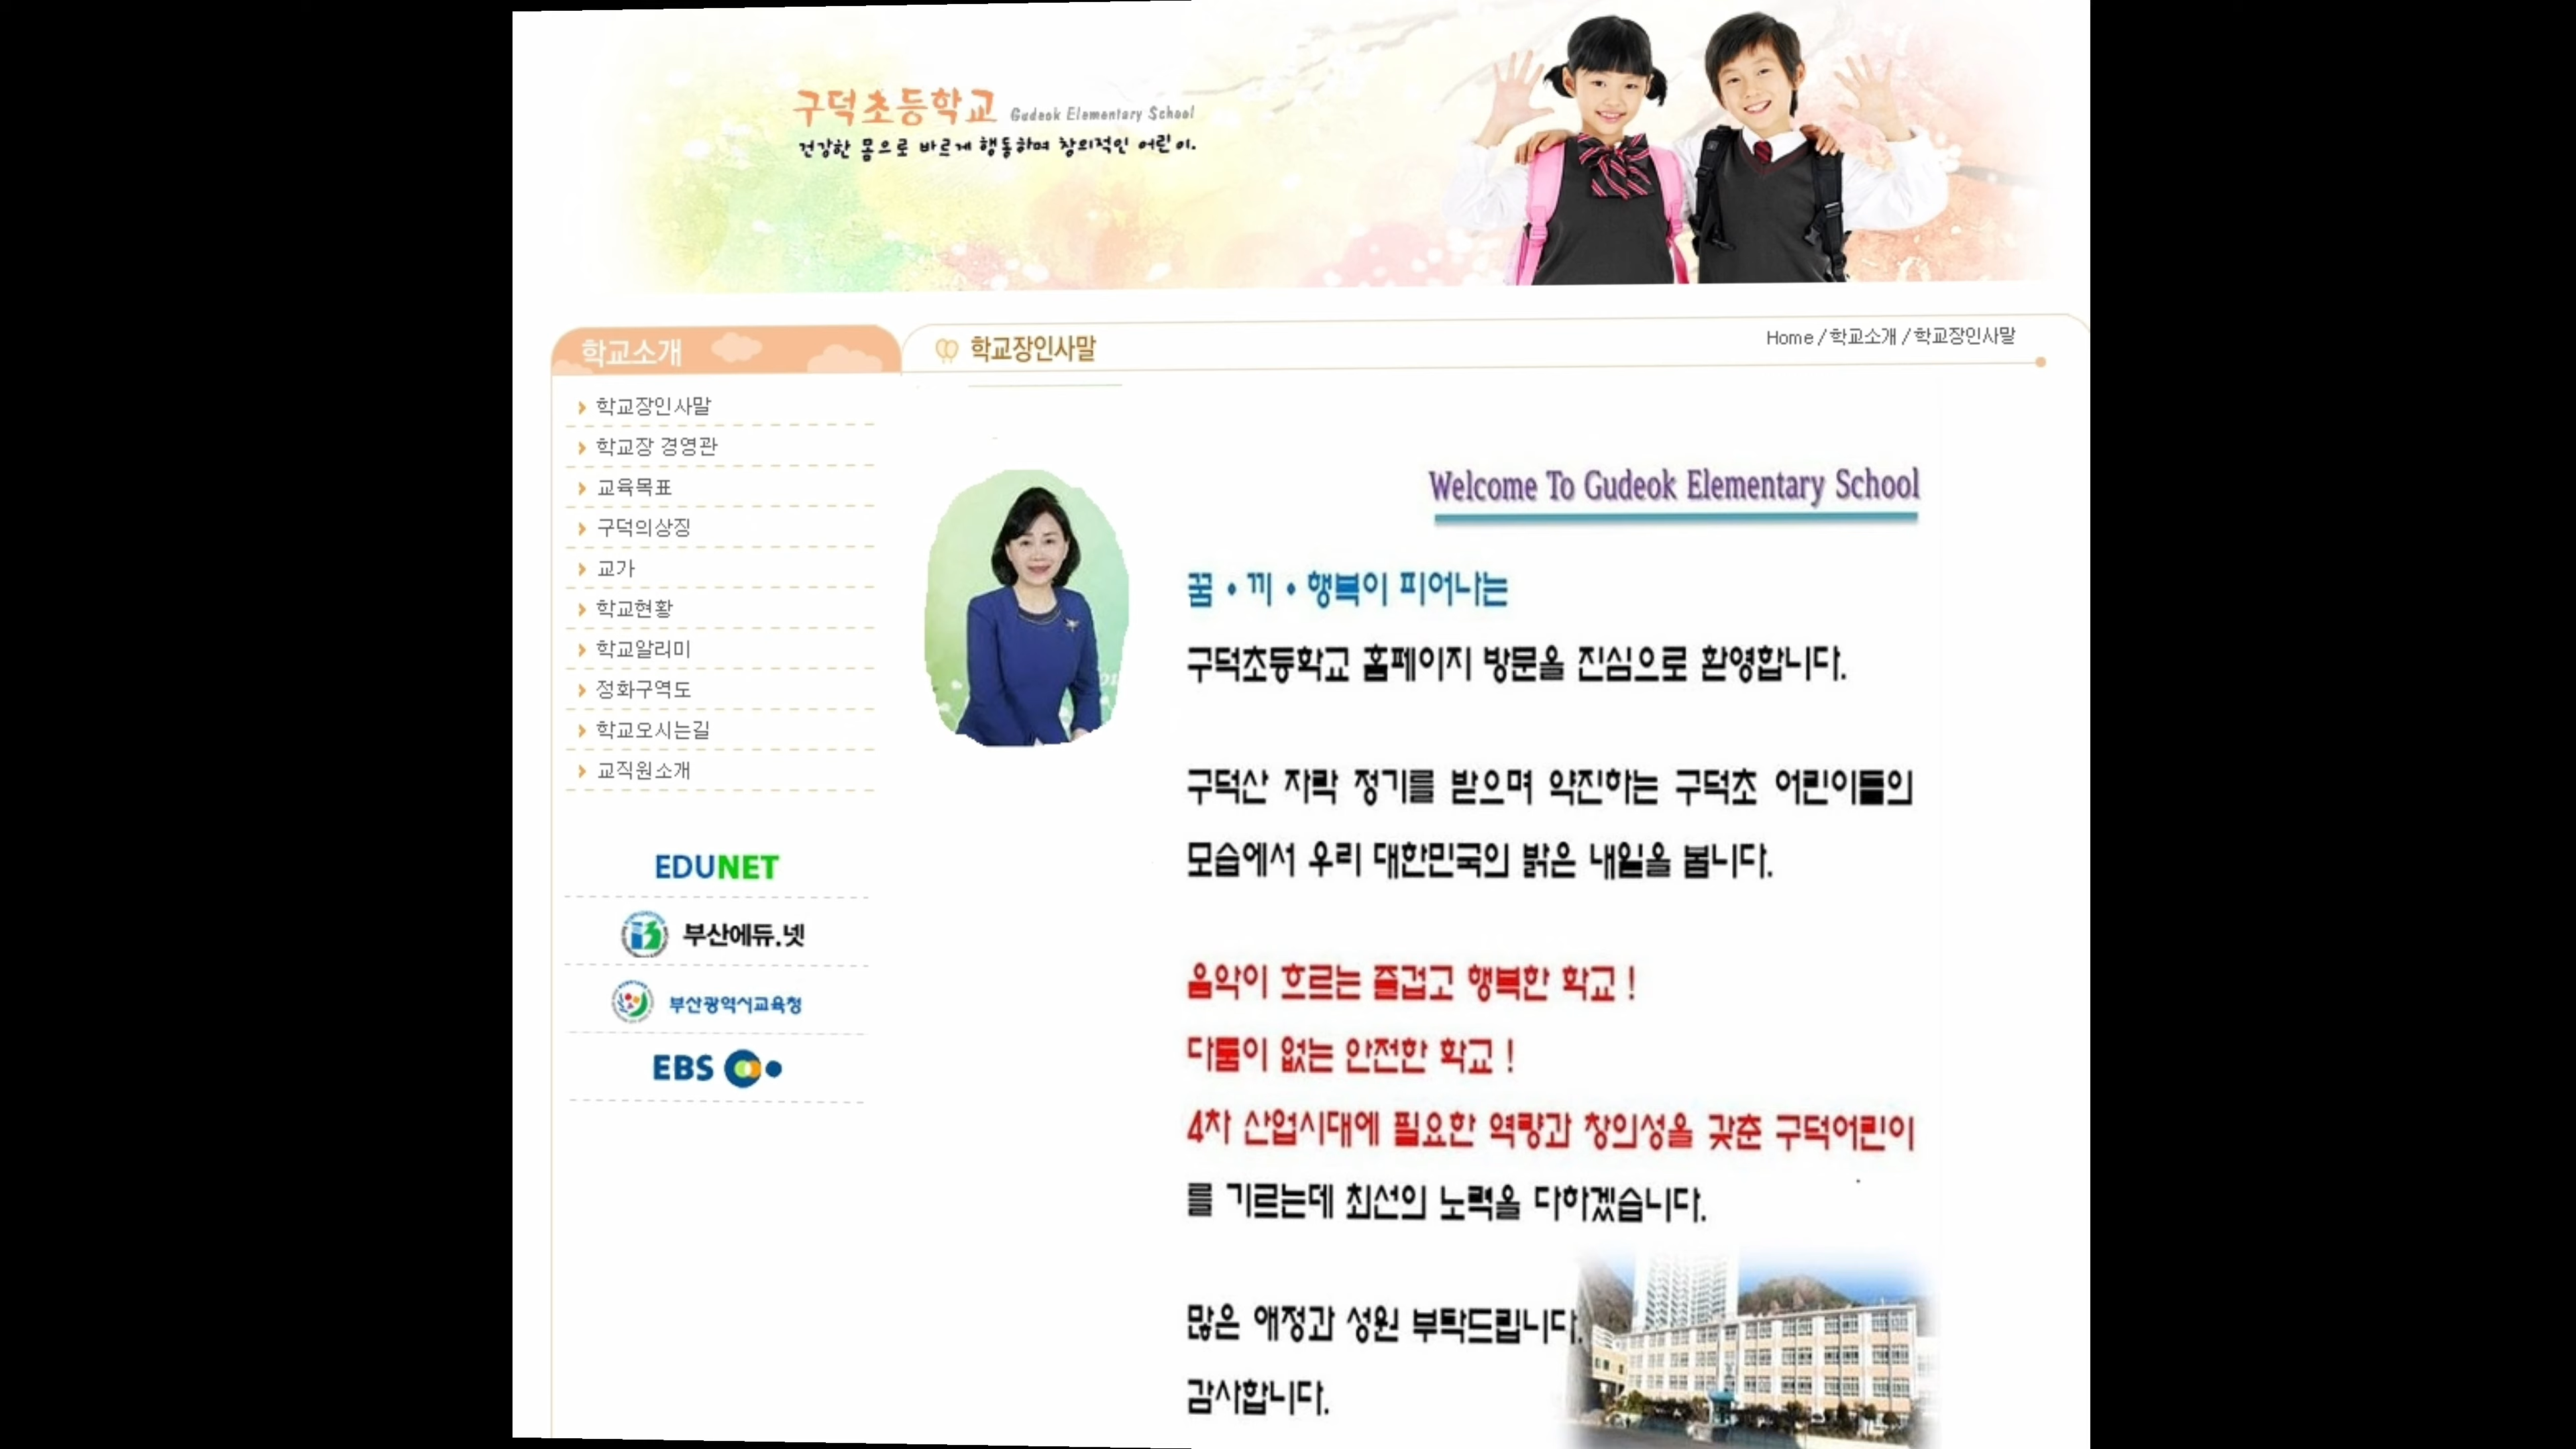 구덕초등학교 Gudeok Elementary School
건강한 몸으로 바르게 행동하며 창의적인 어린이.
학교소개
학교장인사말
Home / 학교소개 / 학교장인사말
학교장인사말
학교장 경영관
교육목표
구덕의상징
교가
학교현황
학교알리미
정화구역도
학교오시는길
교직원소개
EDUNET
부산에듀.넷
부산광역시교육청
EBS
Welcome To Gudeok Elementary School
꿈 • 끼 • 행복이 피어나는
구덕초등학교 홈페이지 방문을 진심으로 환영합니다.
구덕산 자락 정기를 받으며 약진하는 구덕초 어린이들의
모습에서 우리 대한민국의 밝은 내일을 봅니다.
음악이 흐르는 즐겁고 행복한 학교 !
다툼이 없는 안전한 학교 !
4차 산업시대에 필요한 역량과 창의성을 갖춘 구덕어린이
를 기르는데 최선의 노력을 다하겠습니다.
많은 애정과 성원 부탁드립니다.
감사합니다.